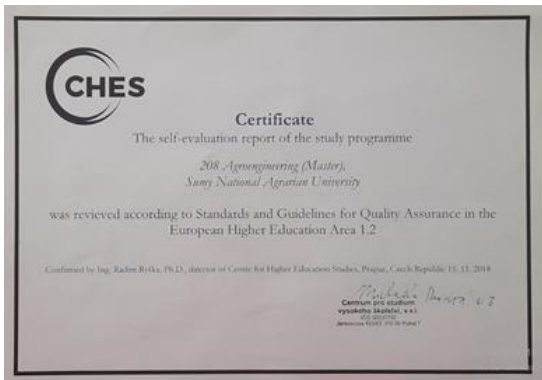 CHES
Certificate
The self-evaluation report of the study programme
208 Agroengineering (Master),
Sumy National Agrarian University
was revieved according to Standards and Guidelines for Quality Assurance in the
European Higher Education Area 1.2
Confirmed by Ing. Radim Ryška, Ph.D., director of Centre for Higher Education Studies, Prague, Czech Republic 15. 11. 2018
Centrum pro studium
vysokého školství, v.v.i.